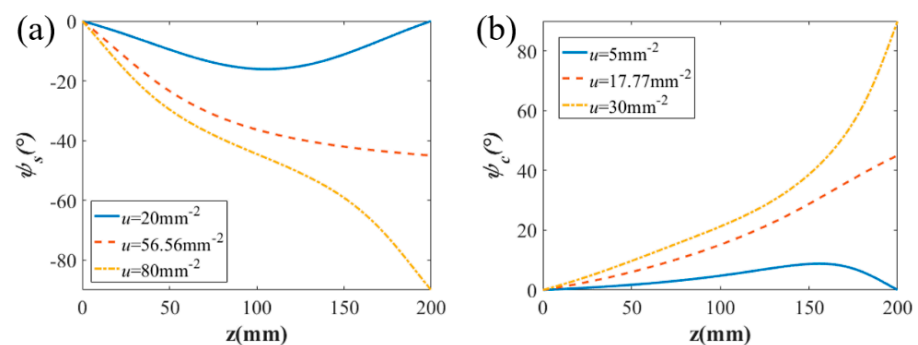 (a)
0
-20
-40
-60
-80
ψs(°)
u=20mm-2
u=56.56mm-2
u=80mm-2
0 50 100 150 200
z(mm)
(b)
80
60
40
20
0
ψc(°)
u=5mm-2
u=17.77mm-2
u=30mm-2
0 50 100 150 200
z(mm)